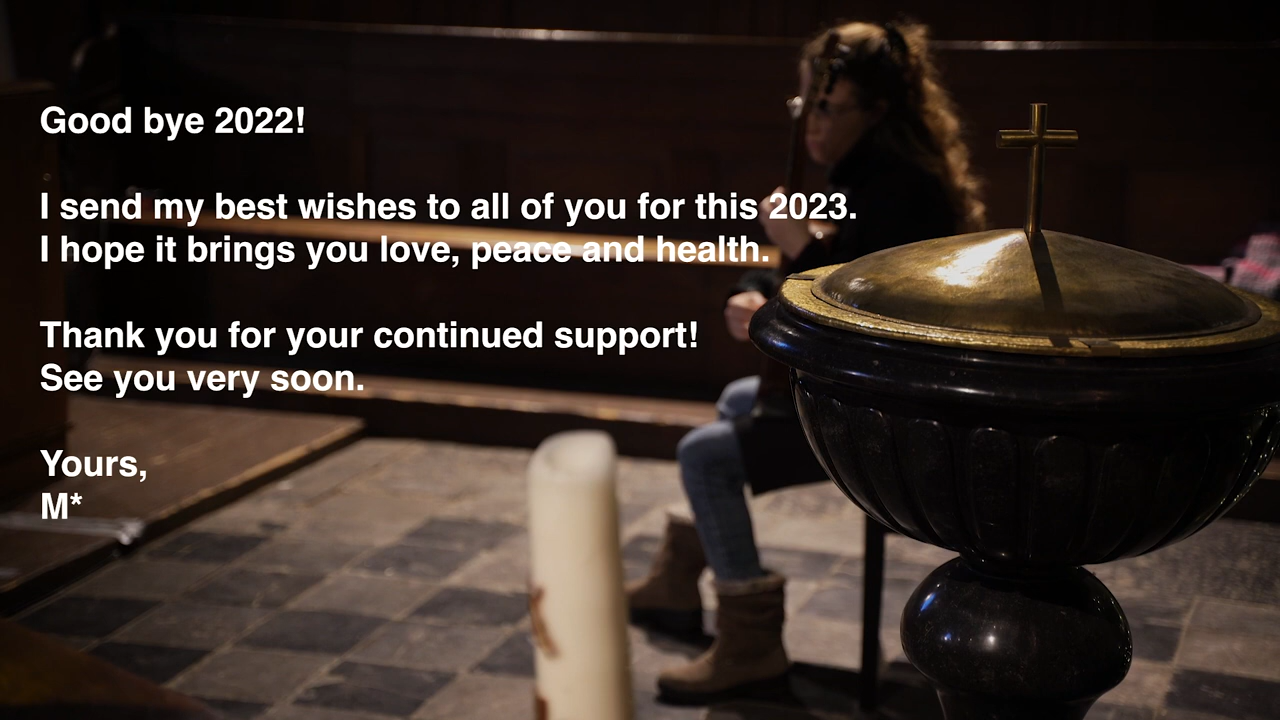 Good bye 2022!
I send my best wishes to all of you for this 2023.
I hope it brings you love, peace and health.
Thank you for your continued support!
See you very soon.
Yours,
M*